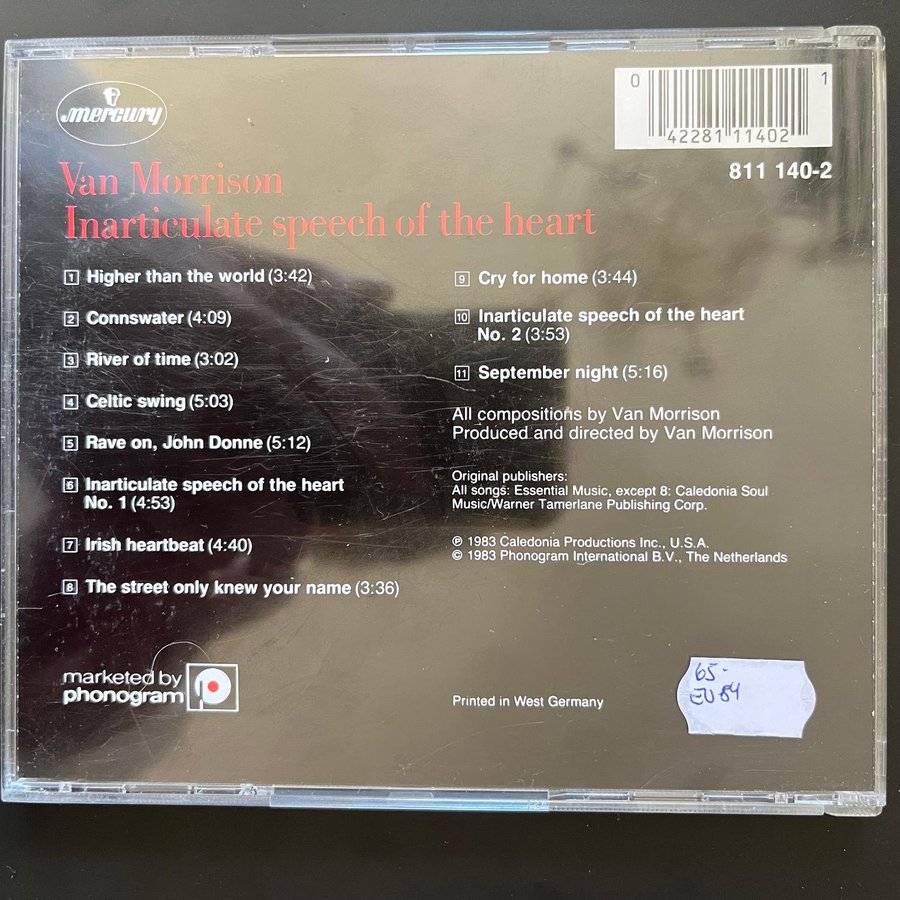 mercury
0 1
42281 11402
811 140-2
Van Morrison
Inarticulate speech of the heart
1 Higher than the world (3:42)
2 Connswater (4:09)
3 River of time (3:02)
4 Celtic swing (5:03)
5 Rave on, John Donne (5:12)
6 Inarticulate speech of the heart
No. 1 (4:53)
7 Irish heartbeat (4:40)
8 The street only knew your name (3:36)
9 Cry for home (3:44)
10 Inarticulate speech of the heart
No. 2 (3:53)
11 September night (5:16)
All compositions by Van Morrison
Produced and directed by Van Morrison
Original publishers:
All songs: Essential Music, except 8: Caledonia Soul
Music/Warner Tamerlane Publishing Corp.
℗ 1983 Caledonia Productions Inc., U.S.A.
© 1983 Phonogram International B.V., The Netherlands
marketed by
phonogram
Printed in West Germany
65.-